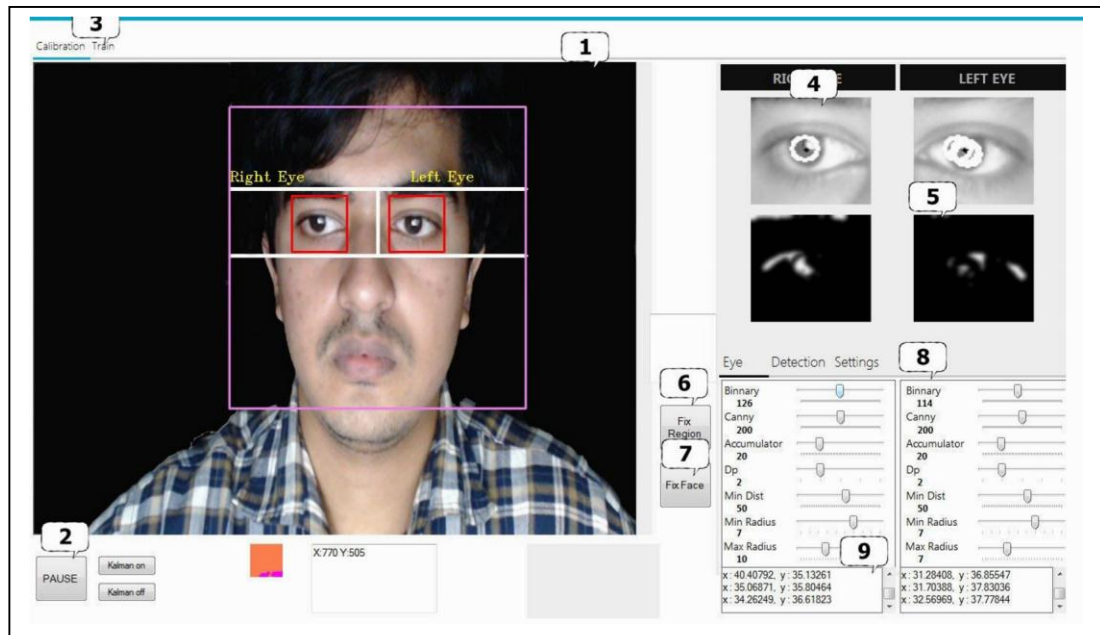 3
Calibration Train
1
RIGHT EYE LEFT EYE
4
Right Eye Left Eye
5
Eye Detection Settings
8
6
Fix
Region
7
Fix Face
Binnary
126
Canny
200
Accumulator
20
Dp
2
Min Dist
50
Min Radius
7
Max Radius
10
9
x: 40.40792, y: 35.13261
x: 35.06871, y: 35.80464
x: 34.26249, y: 36.61823
Binnary
114
Canny
200
Accumulator
20
Dp
2
Min Dist
50
Min Radius
7
Max Radius
7
x: 31.28408, y: 36.85547
x: 31.70388, y: 37.83036
x: 32.56969, y: 37.77844
2
PAUSE
Kalman on
Kalman off
X:770 Y:505